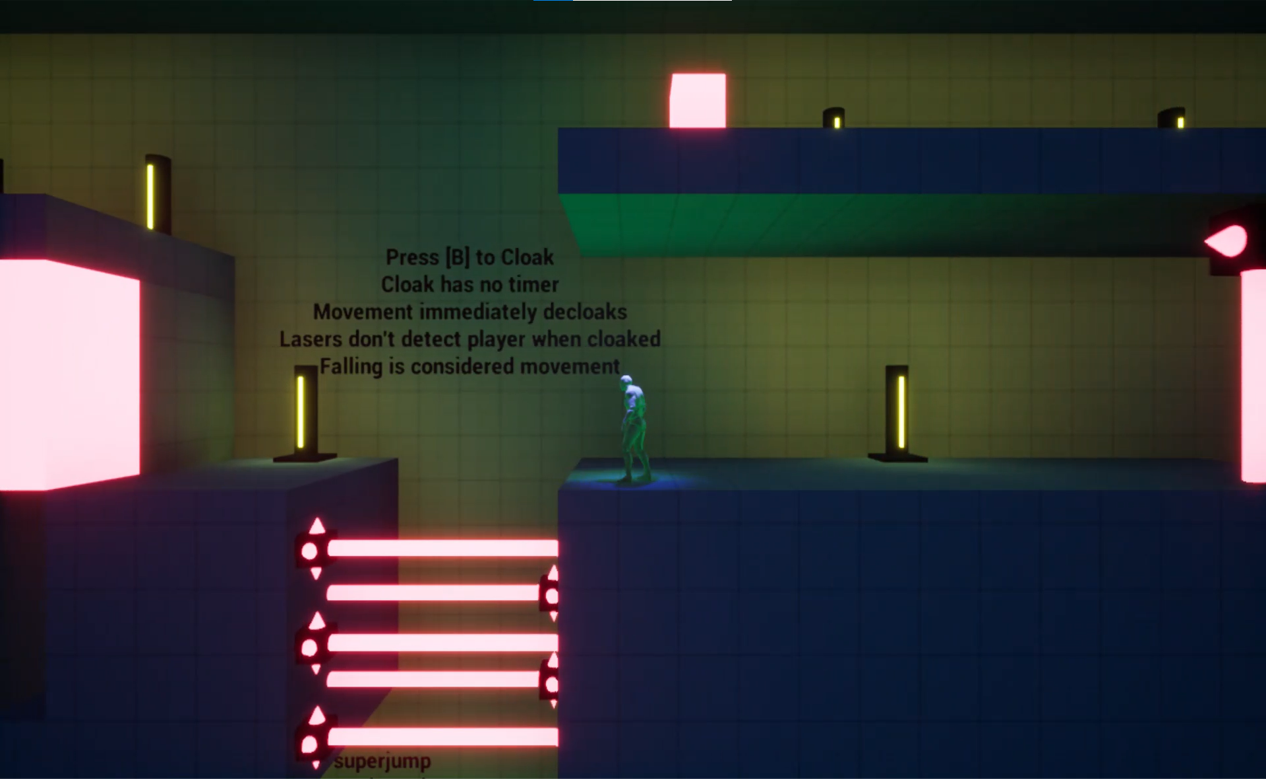 Press [B] to Cloak
Cloak has no timer
Movement immediately decloaks
Lasers don't detect player when cloaked
Falling is considered movement
superjump